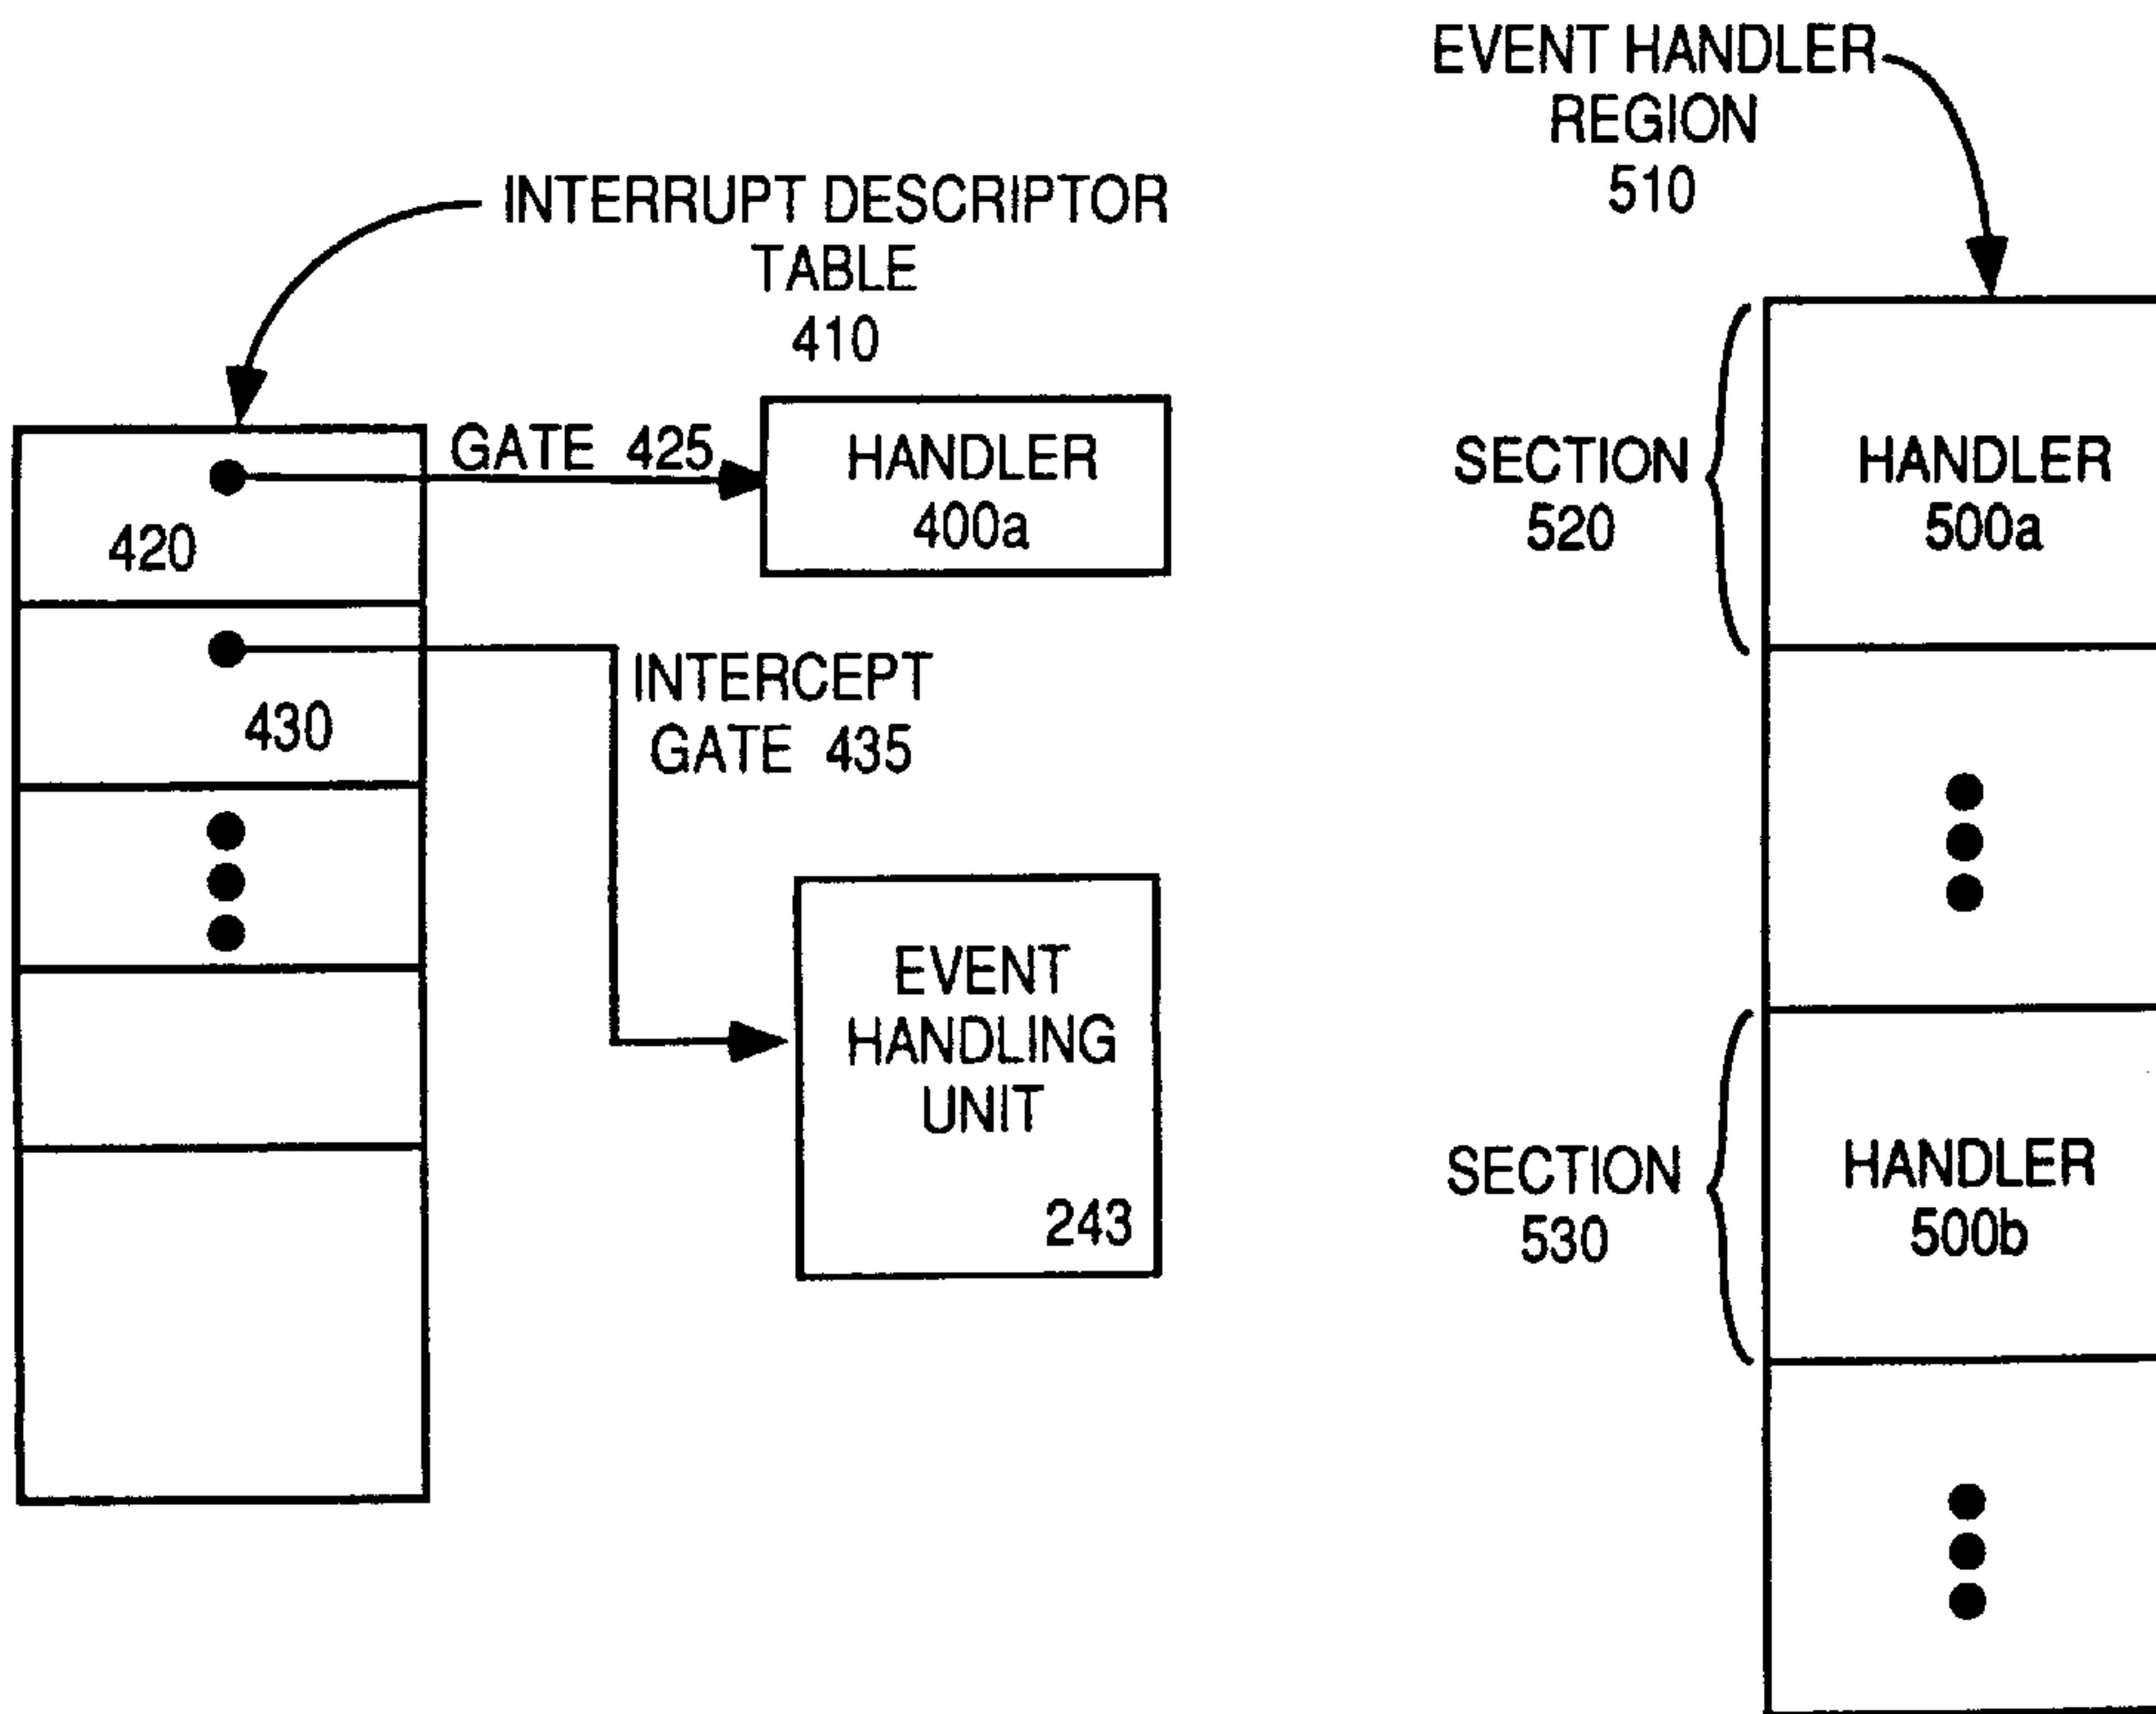 INTERRUPT DESCRIPTOR
TABLE
410
GATE 425
HANDLER
400a
420
INTERCEPT
GATE 435
430
EVENT
HANDLING
UNIT
243
EVENT HANDLER
REGION
510
SECTION
520
HANDLER
500a
SECTION
530
HANDLER
500b